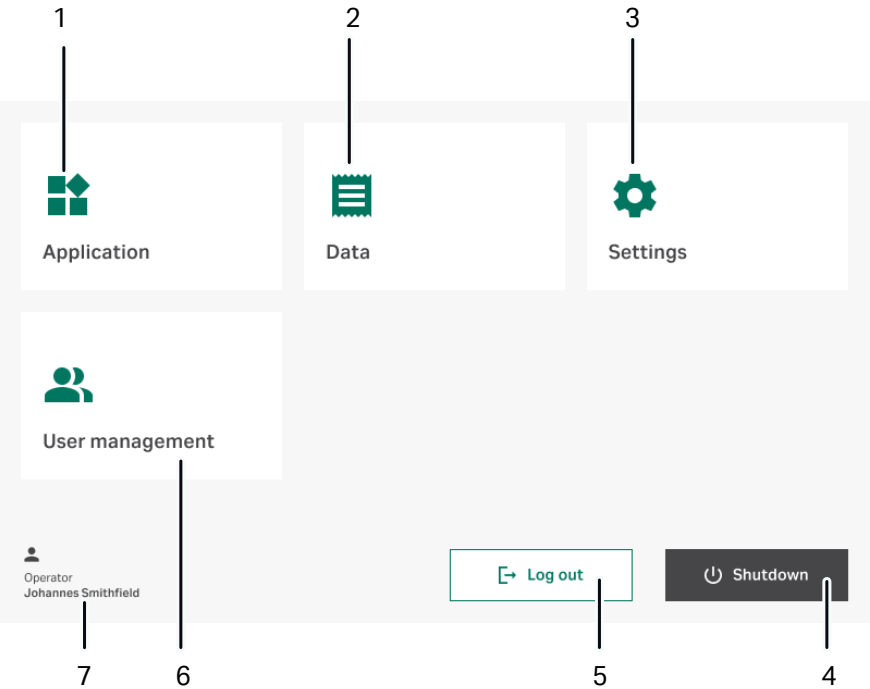 1 2 3
Application Data Settings
User management
Operator
Johannes Smithfield
Log out Shutdown
7 6 5 4